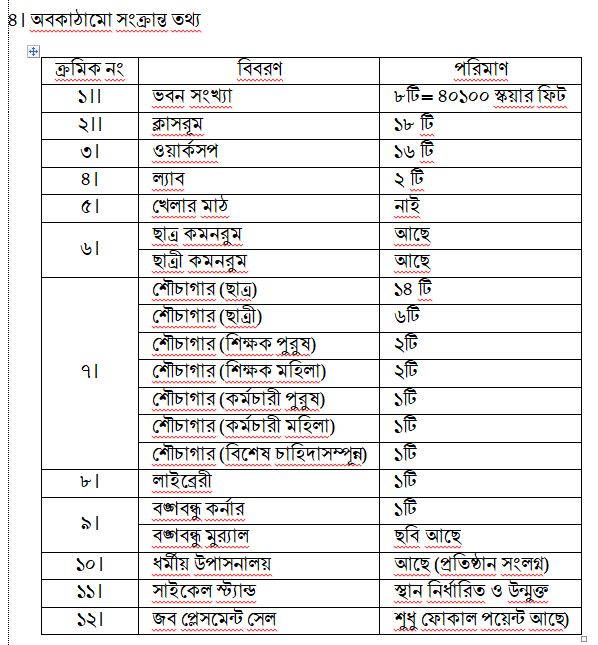 ৪। অবকাঠামো সংক্রান্ত তথ্য
ক্রমিক নং বিবরণ পরিমাণ
১।। ভবন সংখ্যা ৮টি= ৪০১০০ স্কয়ার ফিট
২।। ক্লাসরুম ১৮ টি
৩। ওয়ার্কসপ ১৬ টি
৪। ল্যাব ২ টি
৫। খেলার মাঠ নাই
৬। ছাত্র কমনরুম আছে
ছাত্রী কমনরুম আছে
৭। শৌচাগার (ছাত্র) ১৪ টি
শৌচাগার (ছাত্রী) ৬টি
শৌচাগার (শিক্ষক পুরুষ) ২টি
শৌচাগার (শিক্ষক মহিলা) ২টি
শৌচাগার (কর্মচারী পুরুষ) ১টি
শৌচাগার (কর্মচারী মহিলা) ১টি
শৌচাগার (বিশেষ চাহিদাসম্পূন্ন) ১টি
৮। লাইব্রেরী ১টি
৯। বঙ্গবন্ধু কর্নার ১টি
বঙ্গবন্ধু মুর‍্যাল ছবি আছে
১০। ধর্মীয় উপাসনালয় আছে (প্রতিষ্ঠান সংলগ্ন)
১১। সাইকেল স্ট্যান্ড স্থান নির্ধারিত ও উন্মুক্ত
১২। জব প্লেসমেন্ট সেল শুধু ফোকাল পয়েন্ট আছে)